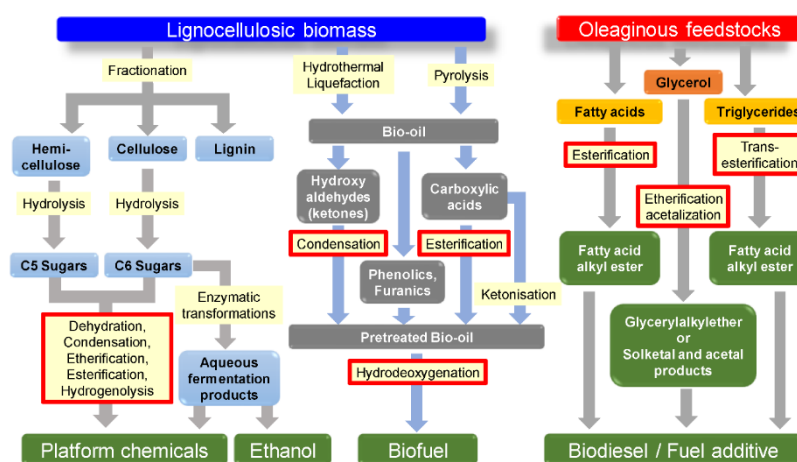 Lignocellulosic biomass
Oleaginous feedstocks
Fractionation
Hydrothermal
Liquefaction
Pyrolysis
Glycerol
Fatty acids
Triglycerides
Hemi-
cellulose
Cellulose
Lignin
Bio-oil
Esterification
Trans-
esterification
Hydrolysis
Hydrolysis
Hydroxy
aldehydes
(ketones)
Carboxylic
acids
Etherification
acetalization
Condensation
Esterification
C5 Sugars
C6 Sugars
Phenolics,
Furanics
Ketonisation
Fatty acid
alkyl ester
Fatty acid
alkyl ester
Enzymatic
transformations
Dehydration,
Condensation,
Etherification,
Esterification,
Hydrogenolysis
Pretreated Bio-oil
Glycerylalkylether
or
Solketal and acetal
products
Aqueous
fermentation
products
Hydrodeoxygenation
Platform chemicals
Ethanol
Biofuel
Biodiesel / Fuel additive